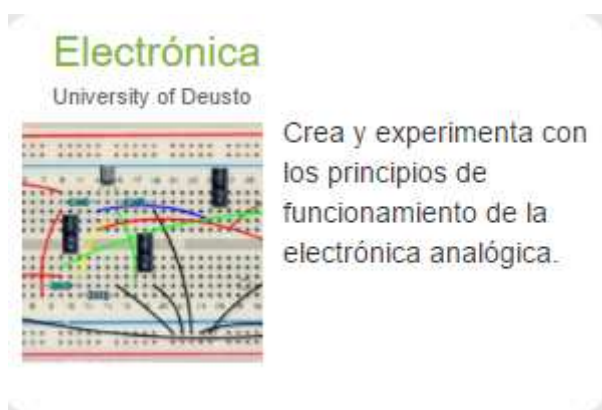 Electrónica
University of Deusto
Crea y experimenta con
los principios de
funcionamiento de la
electrónica analógica.